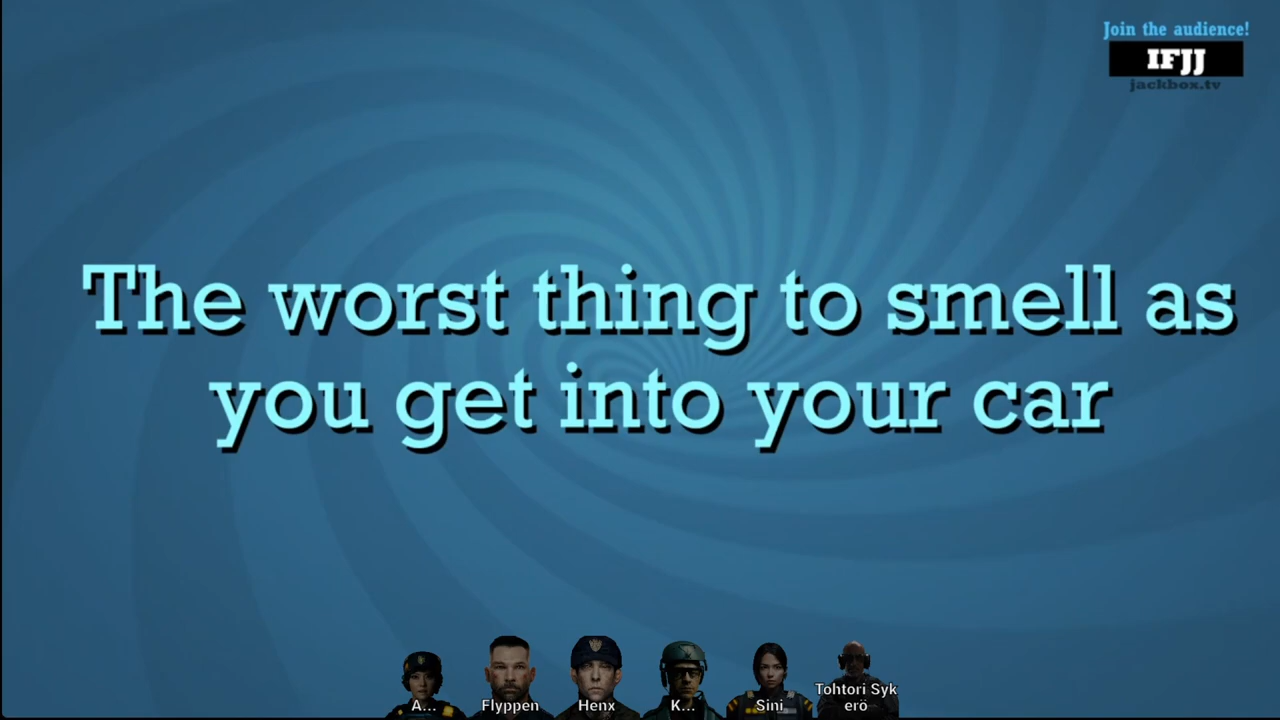 Join the audience!
IFJJ
jackbox.tv
The worst thing to smell as
you get into your car
A...
Flyppen
Henx
K...
Sini
Tohtori Syk
erö